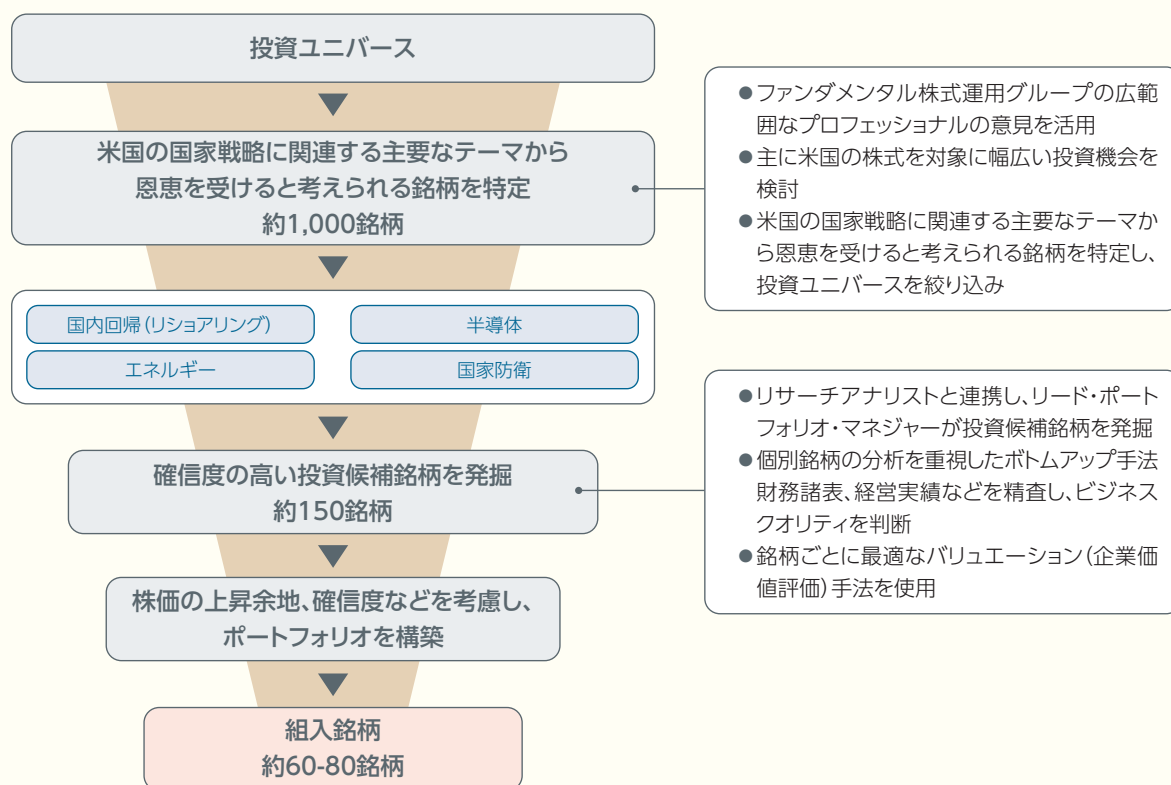 投資ユニバース
米国の国家戦略に関連する主要なテーマから
恩恵を受けると考えられる銘柄を特定
約1,000銘柄
●ファンダメンタル株式運用グループの広範
囲なプロフェッショナルの意見を活用
●主に米国の株式を対象に幅広い投資機会を
検討
●米国の国家戦略に関連する主要なテーマか
ら恩恵を受けると考えられる銘柄を特定し、
投資ユニバースを絞り込み
国内回帰(リショアリング)
半導体
エネルギー
国家防衛
確信度の高い投資候補銘柄を発掘
約150銘柄
●リサーチアナリストと連携し、リード・ポート
フォリオ・マネジャーが投資候補銘柄を発掘
●個別銘柄の分析を重視したボトムアップ手法
財務諸表、経営実績などを精査し、ビジネス
クオリティを判断
●銘柄ごとに最適なバリュエーション(企業価
値評価)手法を使用
株価の上昇余地、確信度などを考慮し、
ポートフォリオを構築
組入銘柄
約60-80銘柄